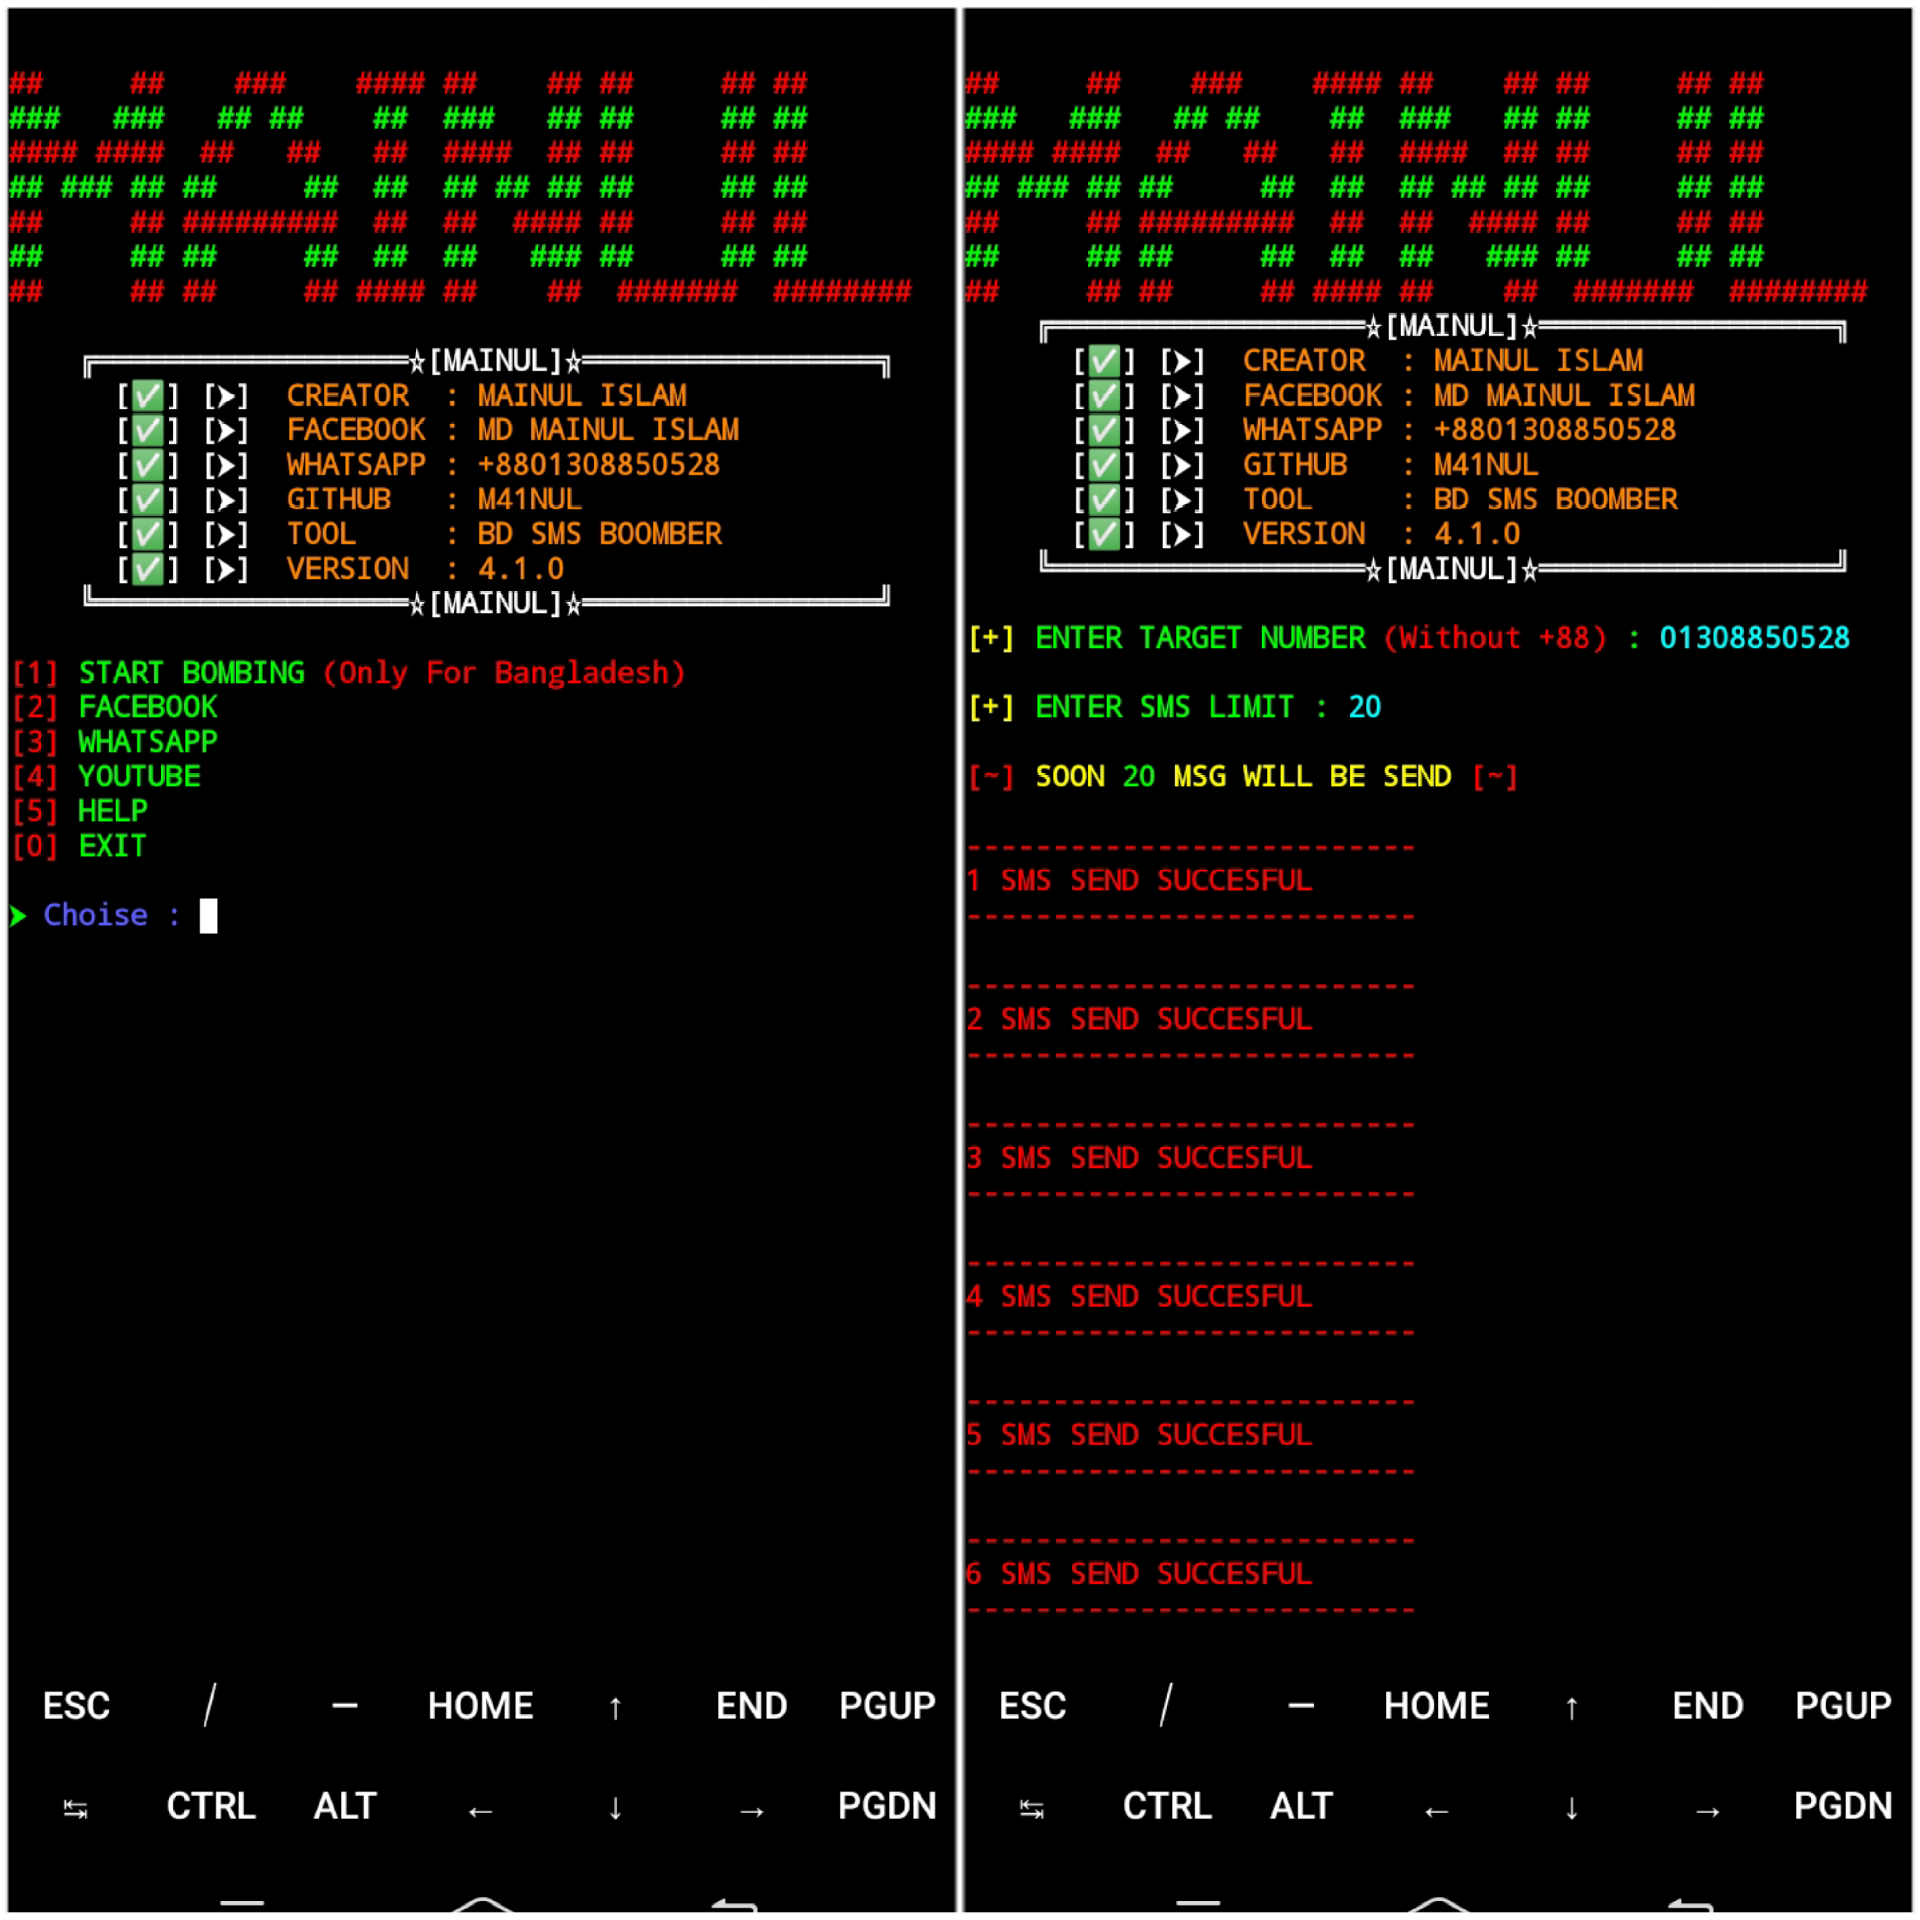 ☆[MAINUL]☆
[✅] [➤] CREATOR : MAINUL ISLAM
[✅] [➤] FACEBOOK : MD MAINUL ISLAM
[✅] [➤] WHATSAPP : +8801308850528
[✅] [➤] GITHUB : M41NUL
[✅] [➤] TOOL : BD SMS BOOMBER
[✅] [➤] VERSION : 4.1.0
☆[MAINUL]☆
[1] START BOMBING (Only For Bangladesh)
[2] FACEBOOK
[3] WHATSAPP
[4] YOUTUBE
[5] HELP
[0] EXIT
➤ Choise :
ESC / — HOME ↑ END PGUP
↹ CTRL ALT ← ↓ → PGDN
☆[MAINUL]☆
[✅] [➤] CREATOR : MAINUL ISLAM
[✅] [➤] FACEBOOK : MD MAINUL ISLAM
[✅] [➤] WHATSAPP : +8801308850528
[✅] [➤] GITHUB : M41NUL
[✅] [➤] TOOL : BD SMS BOOMBER
[✅] [➤] VERSION : 4.1.0
☆[MAINUL]☆
[+] ENTER TARGET NUMBER (Without +88) : 01308850528
[+] ENTER SMS LIMIT : 20
[~] SOON 20 MSG WILL BE SEND [~]
--------------------------
1 SMS SEND SUCCESFUL
--------------------------
--------------------------
2 SMS SEND SUCCESFUL
--------------------------
--------------------------
3 SMS SEND SUCCESFUL
--------------------------
--------------------------
4 SMS SEND SUCCESFUL
--------------------------
--------------------------
5 SMS SEND SUCCESFUL
--------------------------
--------------------------
6 SMS SEND SUCCESFUL
--------------------------
ESC / — HOME ↑ END PGUP
↹ CTRL ALT ← ↓ → PGDN